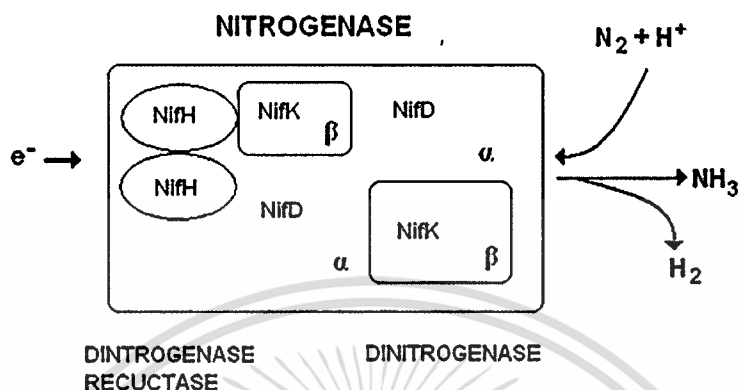 NITROGENASE
N2 + H+
NifH
NifK
β
NifD
α
e-
NifH
NifD
NifK
α
β
NH3
H2
DINTROGENASE
RECUCTASE
DINITROGENASE